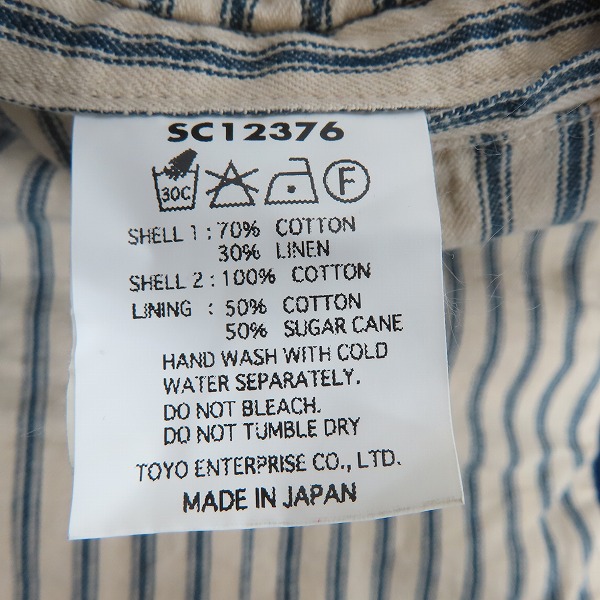 SC12376
30C F
SHELL 1 : 70% COTTON
30% LINEN
SHELL 2 : 100% COTTON
LINING : 50% COTTON
50% SUGAR CANE
HAND WASH WITH COLD
WATER SEPARATELY.
DO NOT BLEACH.
DO NOT TUMBLE DRY
TOYO ENTERPRISE CO., LTD.
MADE IN JAPAN